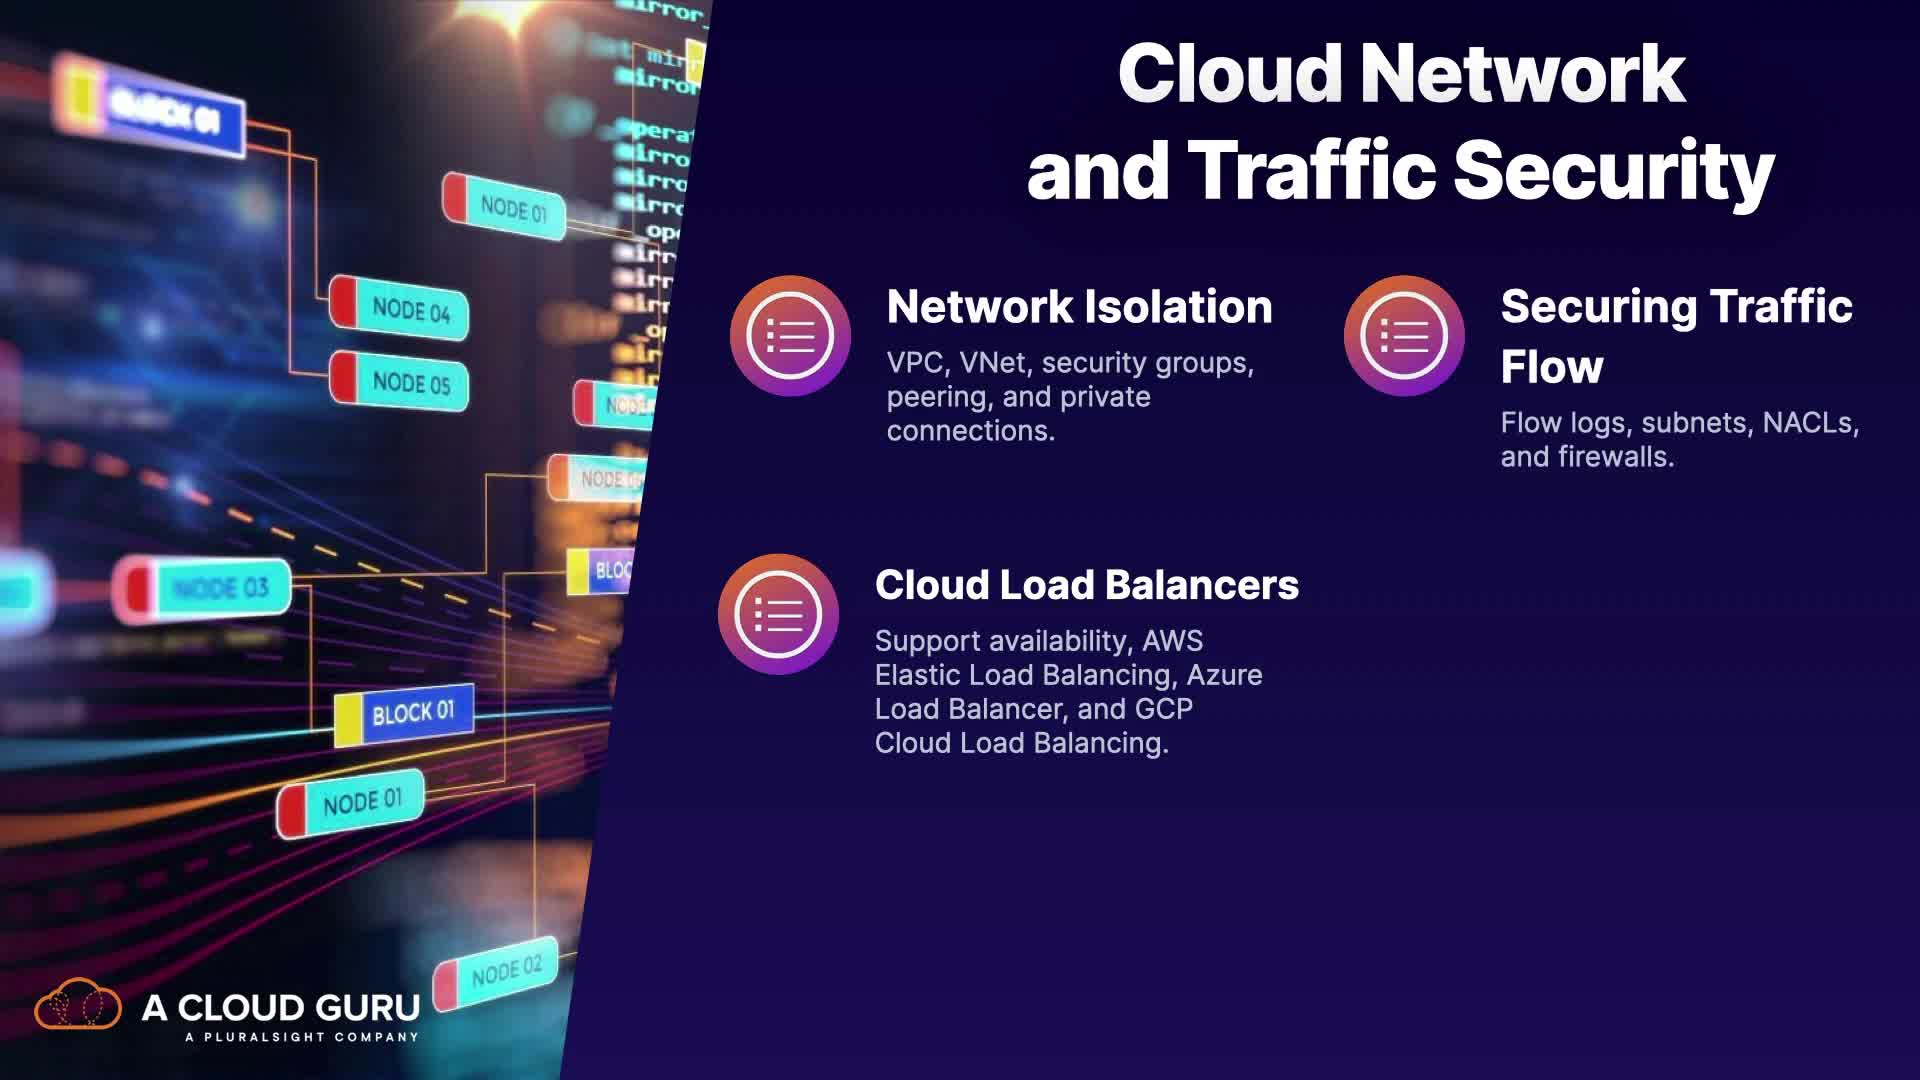 Cloud Network
and Traffic Security
Network Isolation
VPC, VNet, security groups,
peering, and private
connections.
Securing Traffic
Flow
Flow logs, subnets, NACLs,
and firewalls.
Cloud Load Balancers
Support availability, AWS
Elastic Load Balancing, Azure
Load Balancer, and GCP
Cloud Load Balancing.
BLOCK 01
NODE 01
NODE 04
NODE 05
NODE 03
BLOCK 01
NODE 01
NODE 02
A CLOUD GURU
A PLURALSIGHT COMPANY